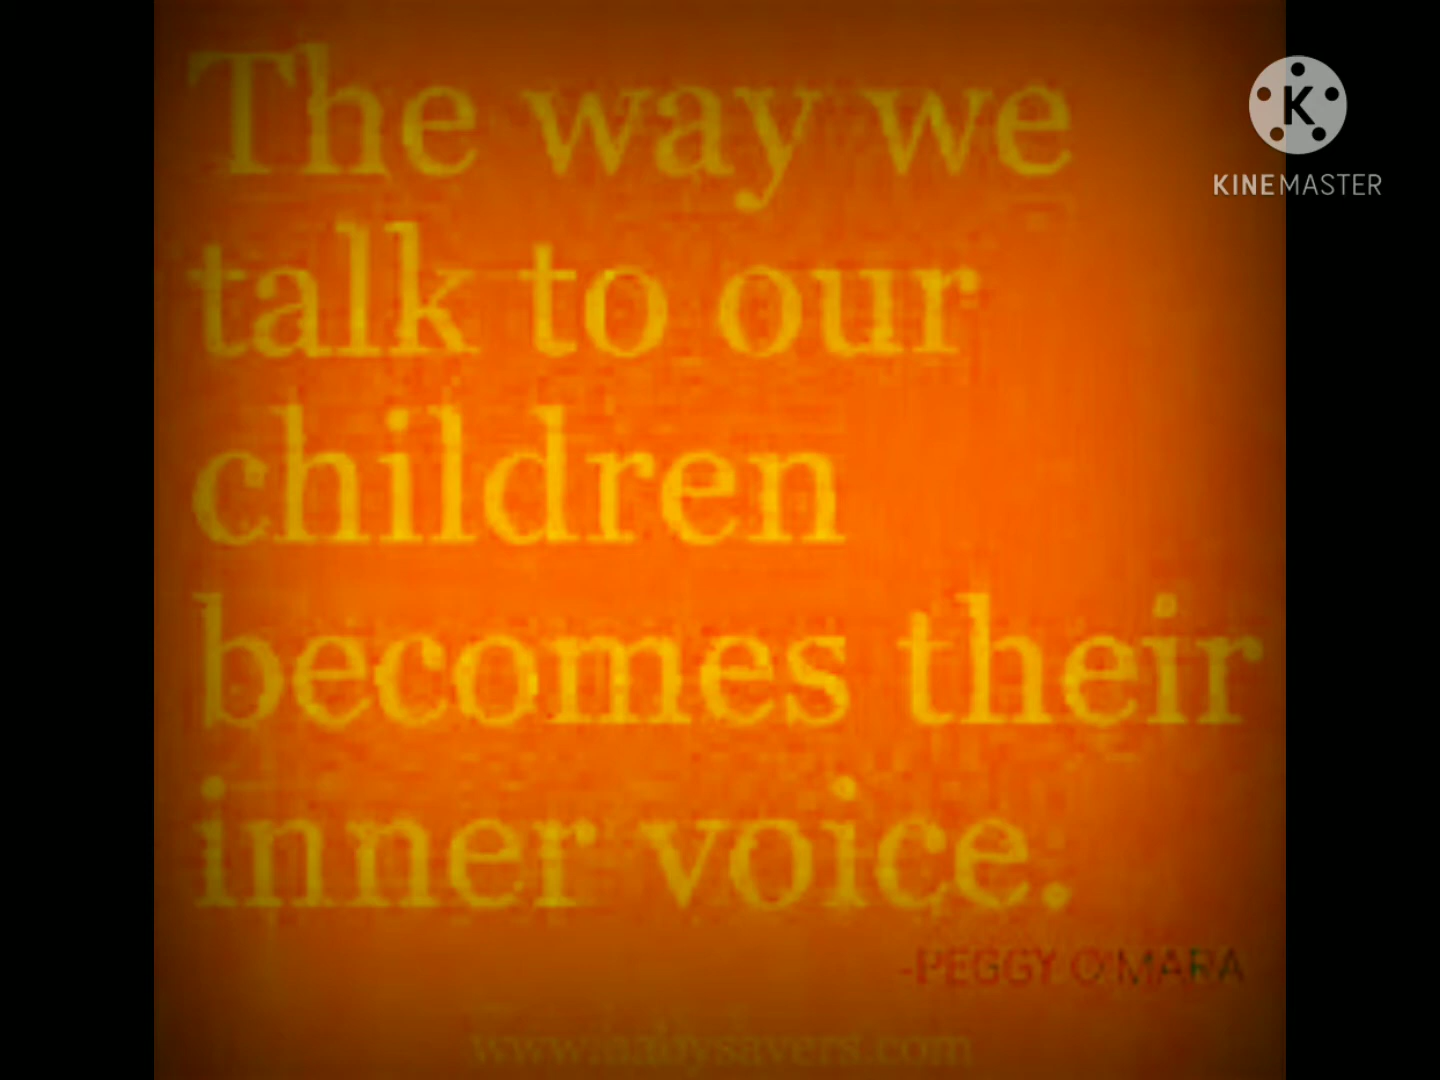 The way we
KINEMASTER
talk to our
children
becomes their
inner voice.
-PEGGY O'MARA